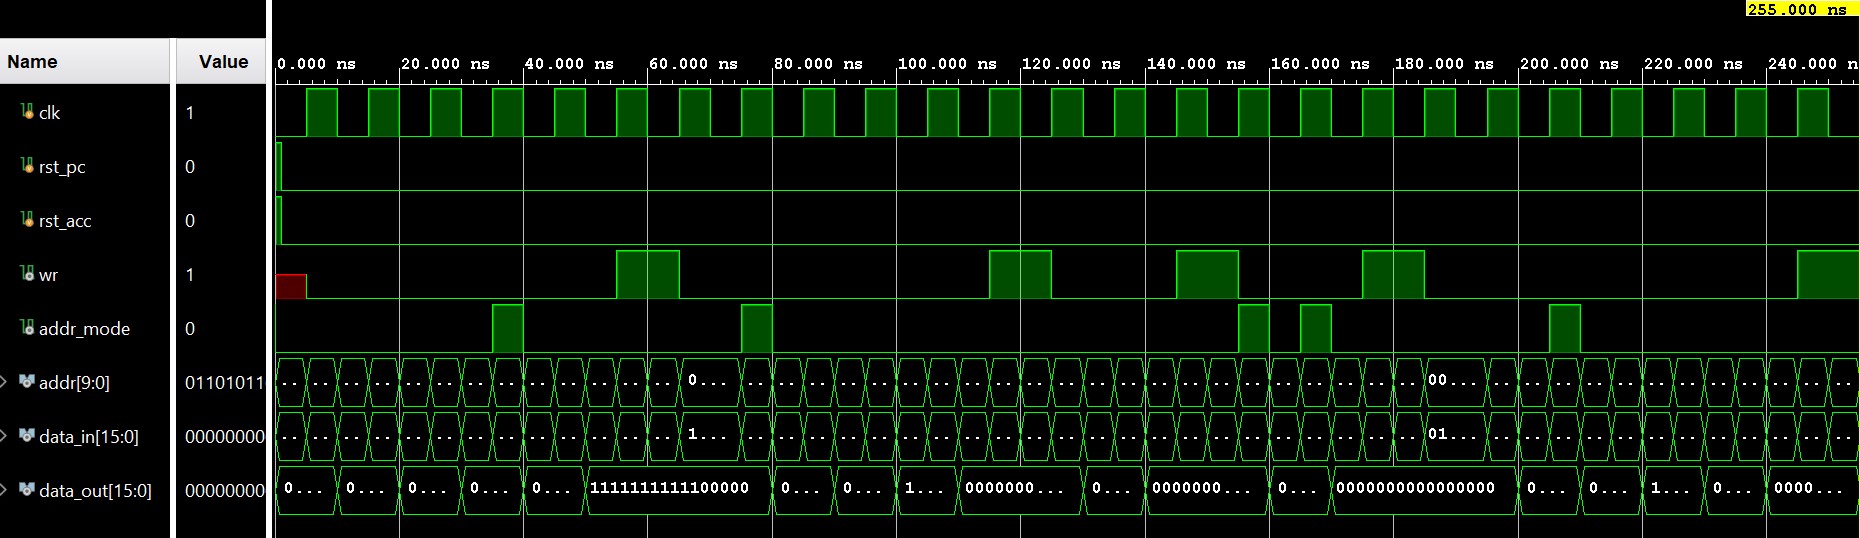 255.000 ns
Name Value 0.000 ns 20.000 ns 40.000 ns 60.000 ns 80.000 ns 100.000 ns 120.000 ns 140.000 ns 160.000 ns 180.000 ns 200.000 ns 220.000 ns 240.000 n
clk 1
rst_pc 0
rst_acc 0
wr 1
addr_mode 0
addr[9:0] 01101011 .. .. .. .. .. .. .. .. .. .. .. .. .. 0 .. .. .. .. .. .. .. .. .. .. .. .. .. .. .. .. .. .. .. .. .. 00... .. .. .. .. .. .. .. .. .. .. .. ..
data_in[15:0] 00000000 .. .. .. .. .. .. .. .. .. .. .. .. .. 1 .. .. .. .. .. .. .. .. .. .. .. .. .. .. .. .. .. .. .. .. .. 01... .. .. .. .. .. .. .. .. .. .. .. ..
data_out[15:0] 00000000 0... 0... 0... 0... 0... 1111111111100000 0... 0... 1... 0000000... 0... 0000000... 0... 0000000000000000 0... 0... 1... 0... 0000...